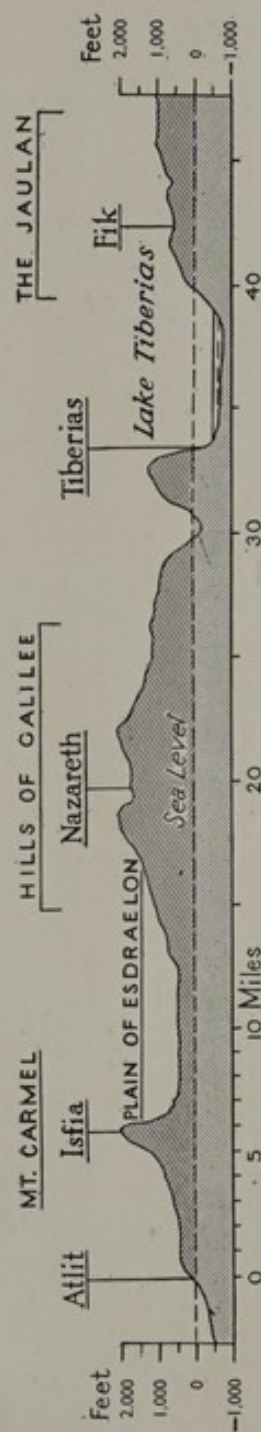 MT. CARMEL
HILLS OF GALILEE
THE JAULAN
Feet
Atlit
Isfia
PLAIN OF ESDRAELON
Nazareth
Tiberias
Lake Tiberias
Fik
Feet
2,000
1,000
0
-1,000
Sea Level
2,000
1,000
0
-1,000
0 5 10 Miles 20 30 40